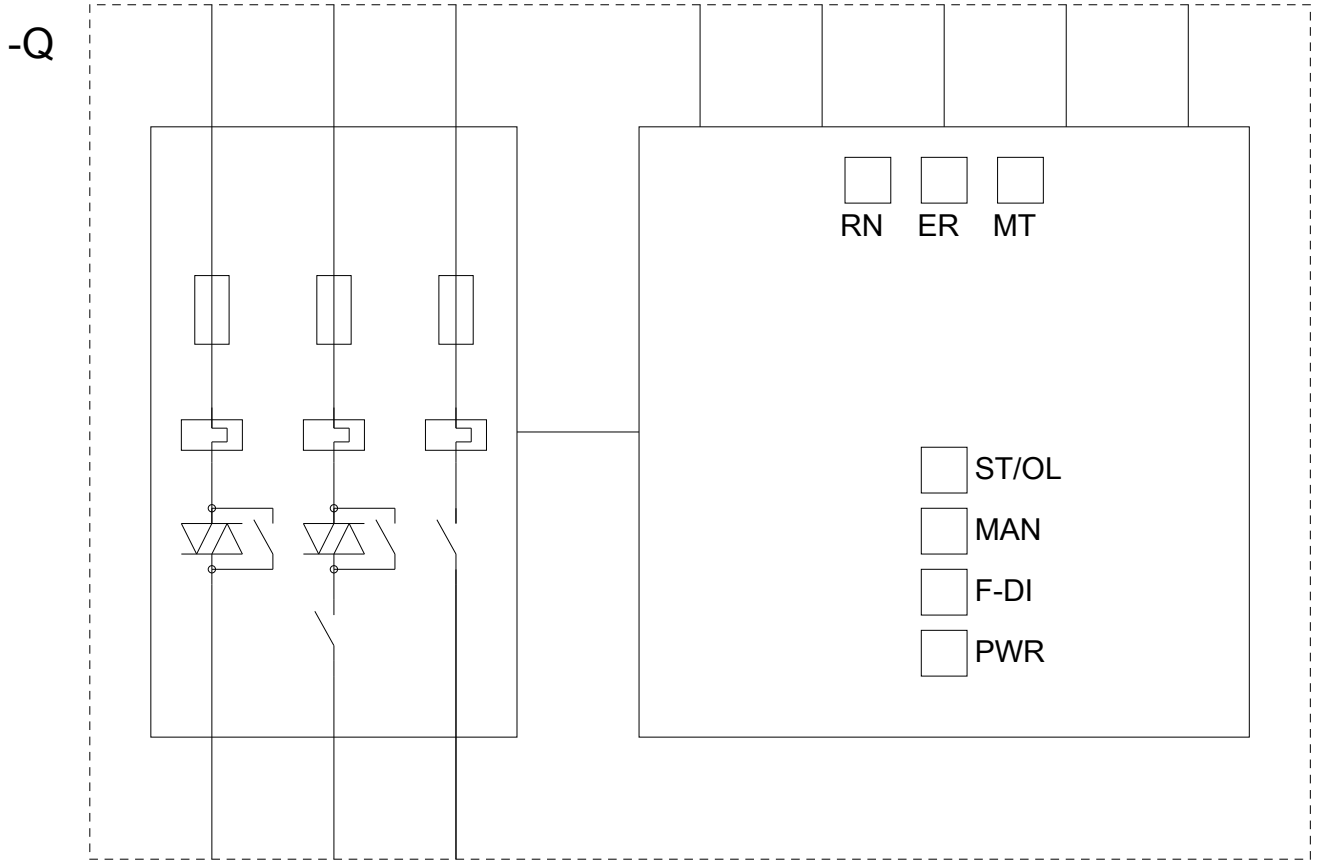 -Q
RN ER MT
ST/OL
MAN
F-DI
PWR